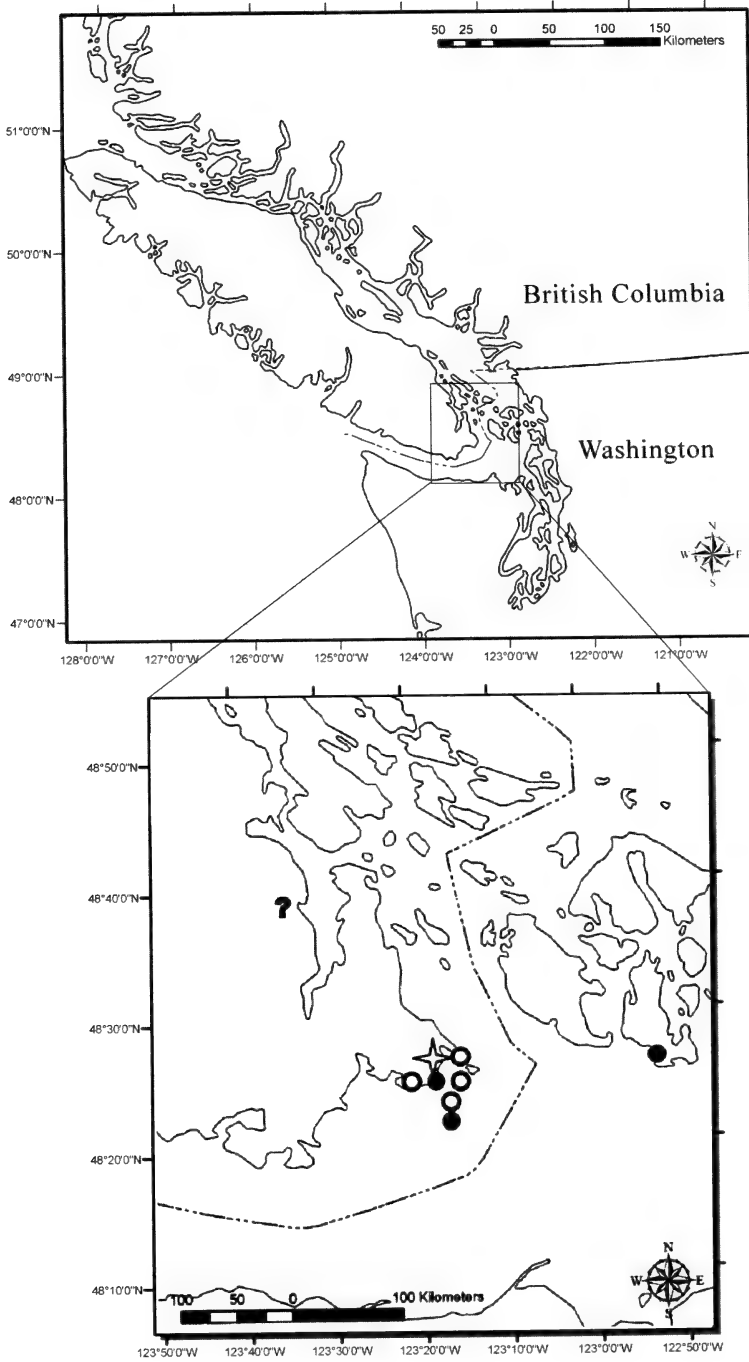 50 25 0 50 100 150
Kilometers
51°0'0"N
50°0'0"N
British Columbia
49°0'0"N
Washington
48°0'0"N
N
W E
S
47°0'0"N
128°0'0"W 127°0'0"W 126°0'0"W 125°0'0"W 124°0'0"W 123°0'0"W 122°0'0"W 121°0'0"W
48°50'0"N
48°40'0"N
?
48°30'0"N
48°20'0"N
N
W E
S
48°10'0"N
100 50 0 100 Kilometers
123°50'0"W 123°40'0"W 123°30'0"W 123°20'0"W 123°10'0"W 123°0'0"W 122°50'0"W